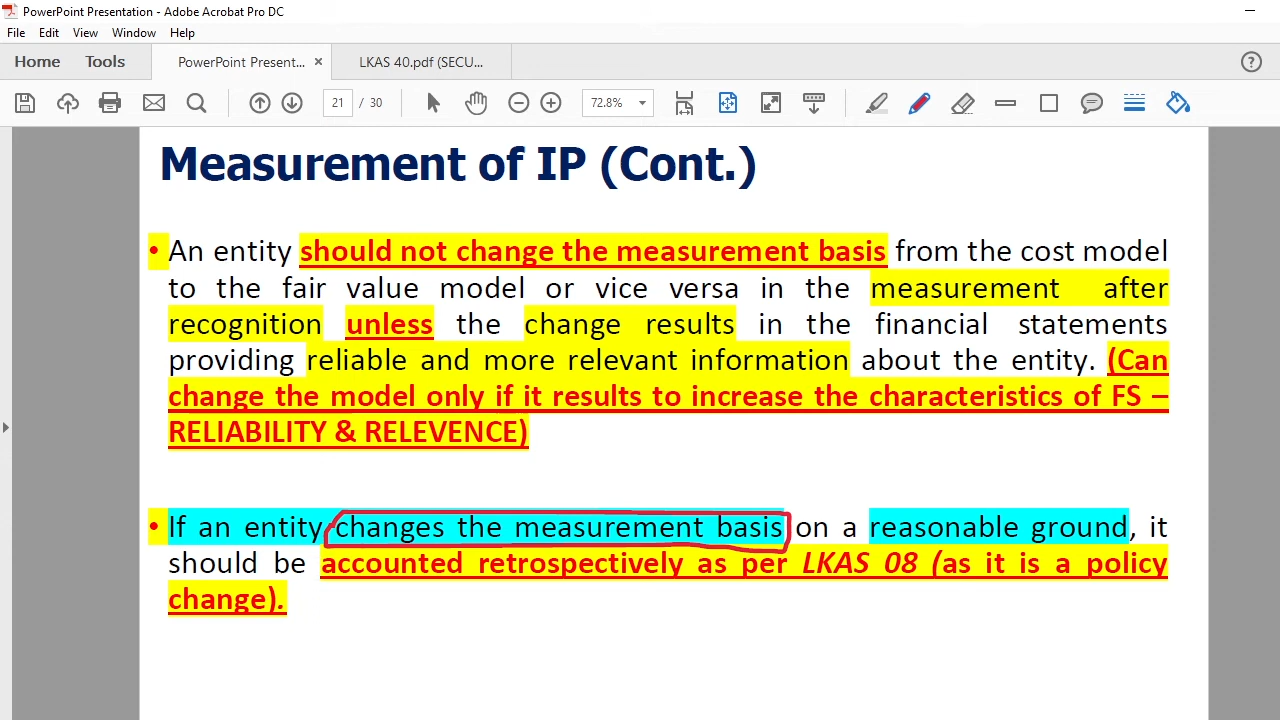 PowerPoint Presentation - Adobe Acrobat Pro DC
File Edit View Window Help
Home Tools PowerPoint Present... × LKAS 40.pdf (SECU... ?
21 / 30 72.8%
Measurement of IP (Cont.)
• An entity should not change the measurement basis from the cost model
to the fair value model or vice versa in the measurement after
recognition unless the change results in the financial statements
providing reliable and more relevant information about the entity. (Can
change the model only if it results to increase the characteristics of FS –
RELIABILITY & RELEVENCE)
• If an entity changes the measurement basis on a reasonable ground, it
should be accounted retrospectively as per LKAS 08 (as it is a policy
change).